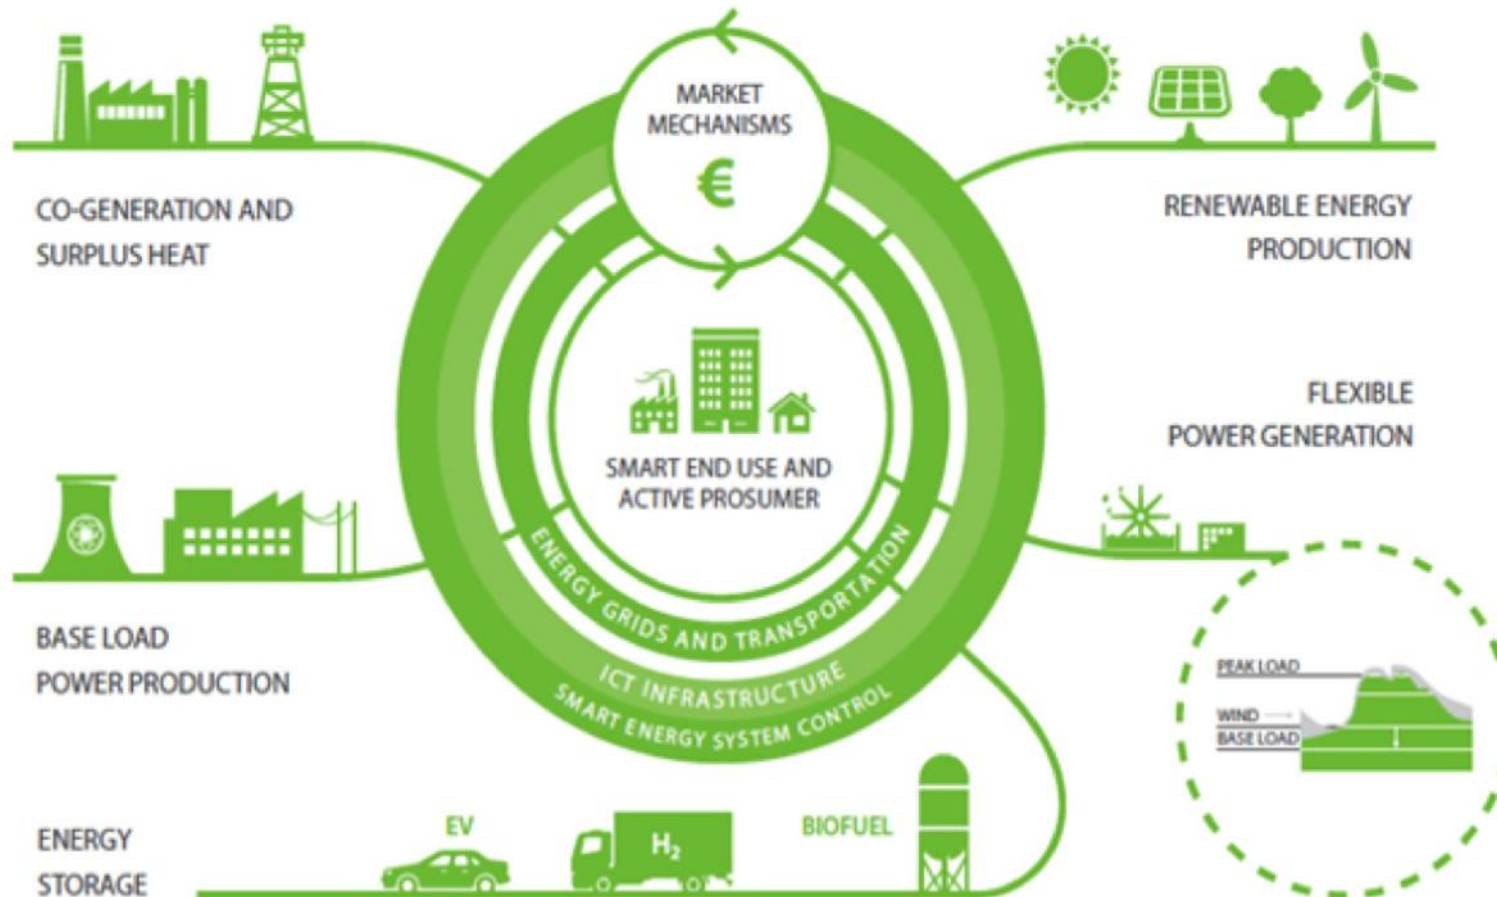 MARKET
MECHANISMS
€
CO-GENERATION AND
SURPLUS HEAT
RENEWABLE ENERGY
PRODUCTION
SMART END USE AND
ACTIVE PROSUMER
FLEXIBLE
POWER GENERATION
ENERGY GRIDS AND TRANSPORTATION
ICT INFRASTRUCTURE
SMART ENERGY SYSTEM CONTROL
BASE LOAD
POWER PRODUCTION
PEAK LOAD
WIND
BASE LOAD
ENERGY
STORAGE
EV
H₂
BIOFUEL